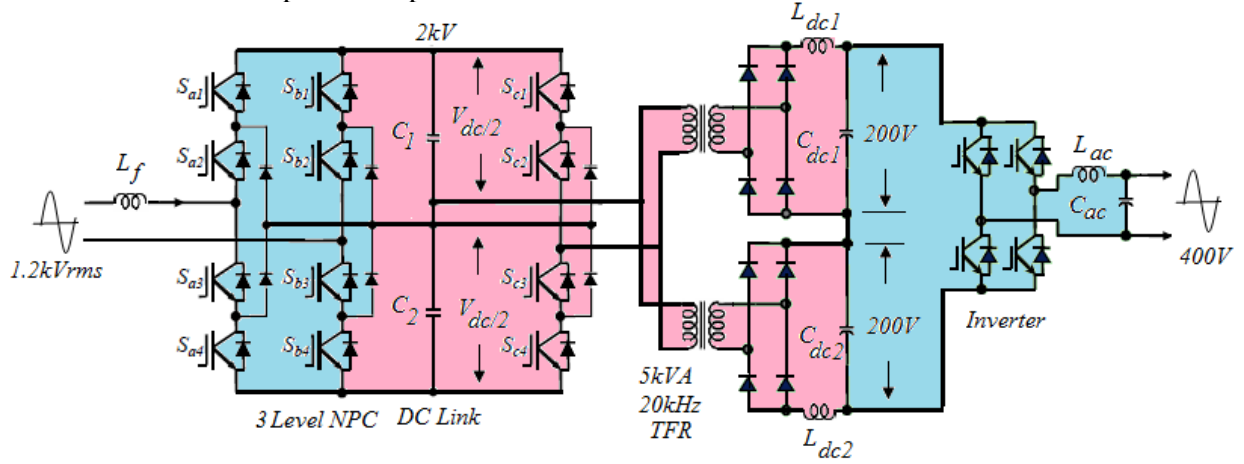 2kV
L_dc1
S_a1
S_b1
S_c1
C_1
V_dc/2
C_dc1
200V
S_a2
S_b2
S_c2
L_f
L_ac
C_ac
1.2kVrms
400V
S_a3
S_b3
S_c3
C_2
V_dc/2
C_dc2
200V
Inverter
S_a4
S_b4
S_c4
5kVA
20kHz
TFR
3 Level NPC
DC Link
L_dc2